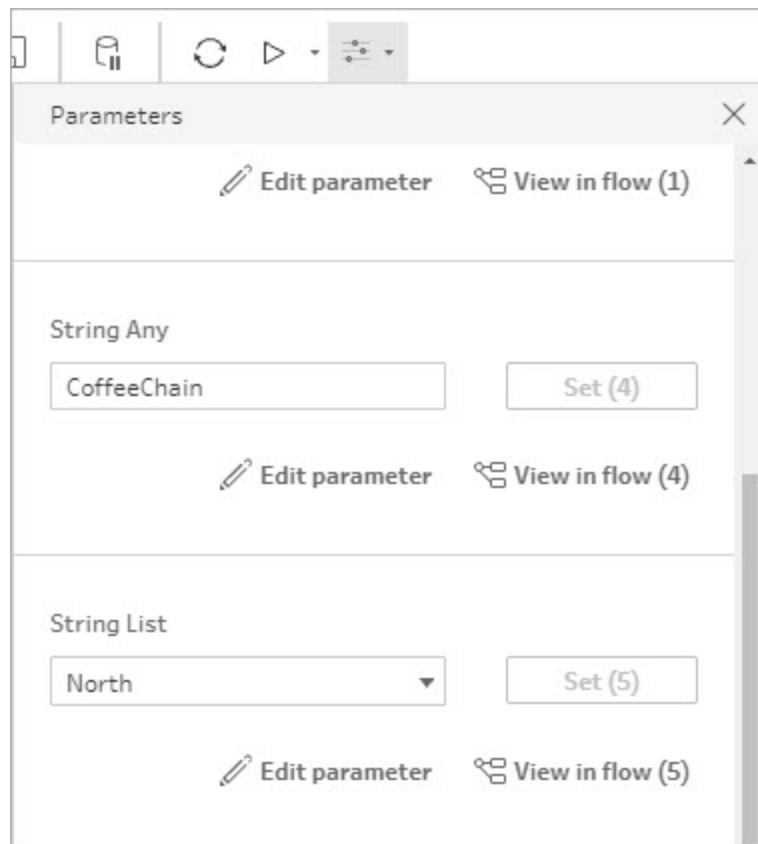 Parameters
Edit parameter View in flow (1)
String Any
CoffeeChain Set (4)
Edit parameter View in flow (4)
String List
North Set (5)
Edit parameter View in flow (5)